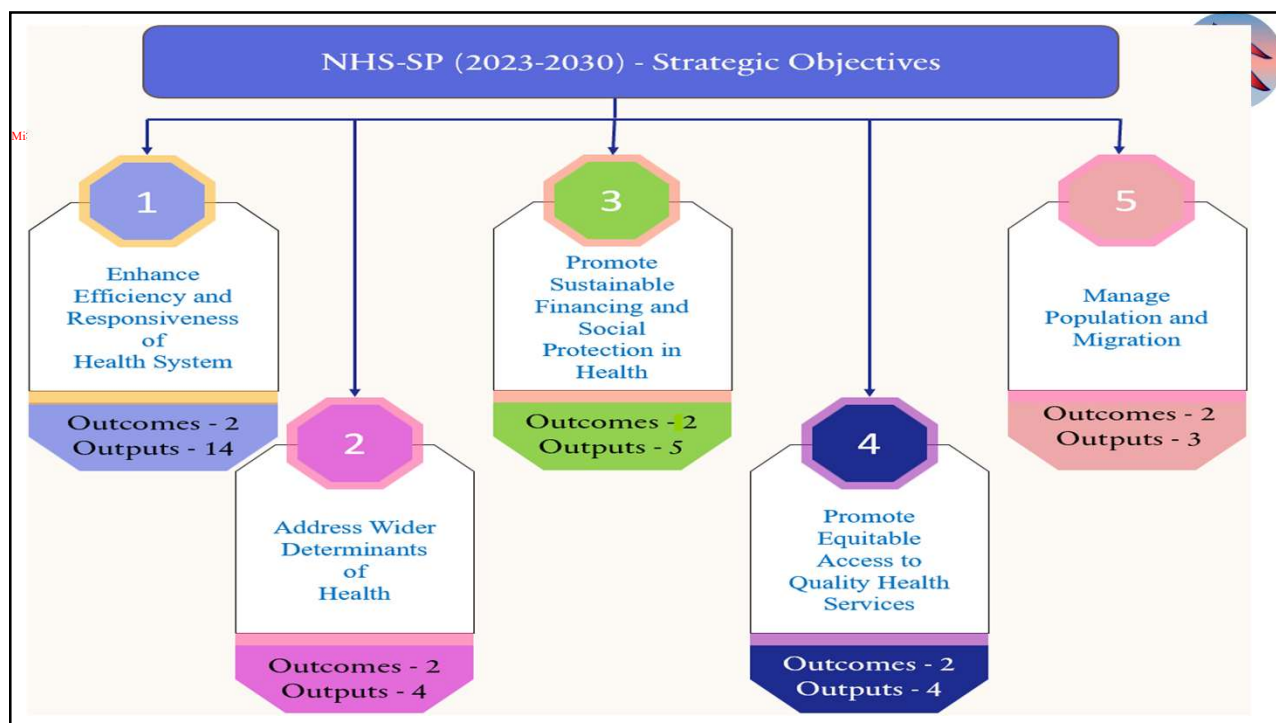 NHS-SP (2023-2030) - Strategic Objectives
1
Enhance
Efficiency and
Responsiveness
of
Health System
Outcomes - 2
Outputs - 14
2
Address Wider
Determinants
of
Health
Outcomes - 2
Outputs - 4
3
Promote
Sustainable
Financing and
Social
Protection in
Health
Outcomes - 2
Outputs - 5
4
Promote
Equitable
Access to
Quality Health
Services
Outcomes - 2
Outputs - 4
5
Manage
Population and
Migration
Outcomes - 2
Outputs - 3